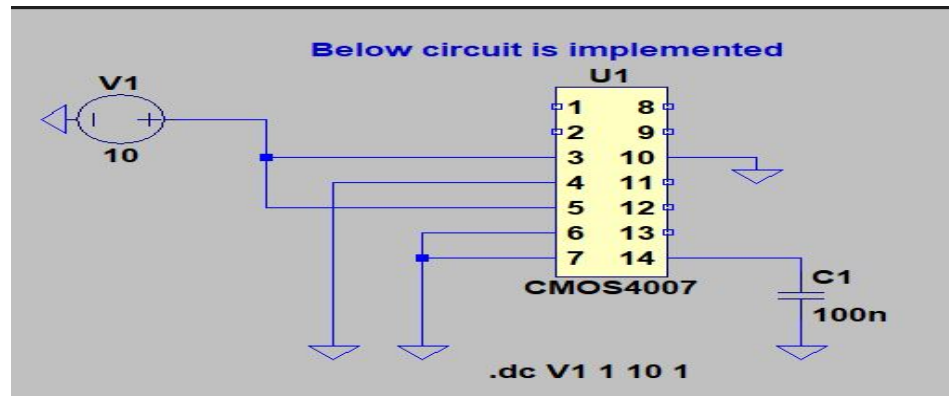 Below circuit is implemented
V1
10
U1
1 8
2 9
3 10
4 11
5 12
6 13
7 14
CMOS4007
C1
100n
.dc V1 1 10 1